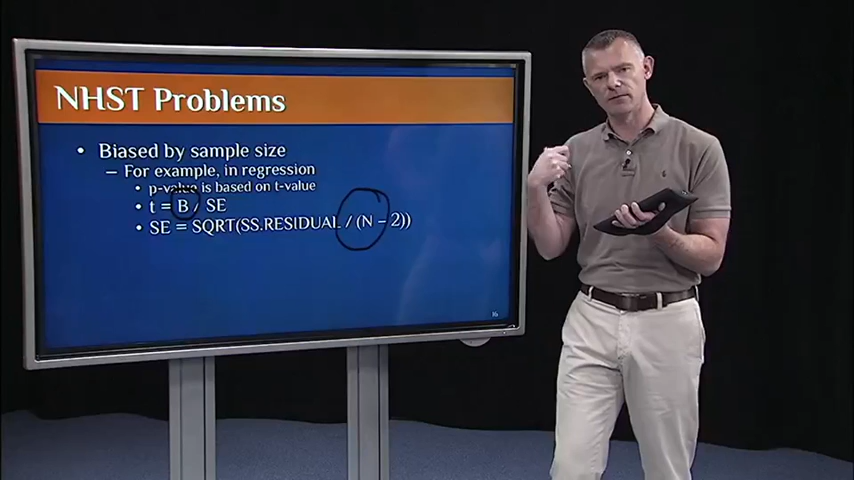 NHST Problems
• Biased by sample size
– For example, in regression
• p-value is based on t-value
• t = B / SE
• SE = SQRT(SS.RESIDUAL / (N – 2))